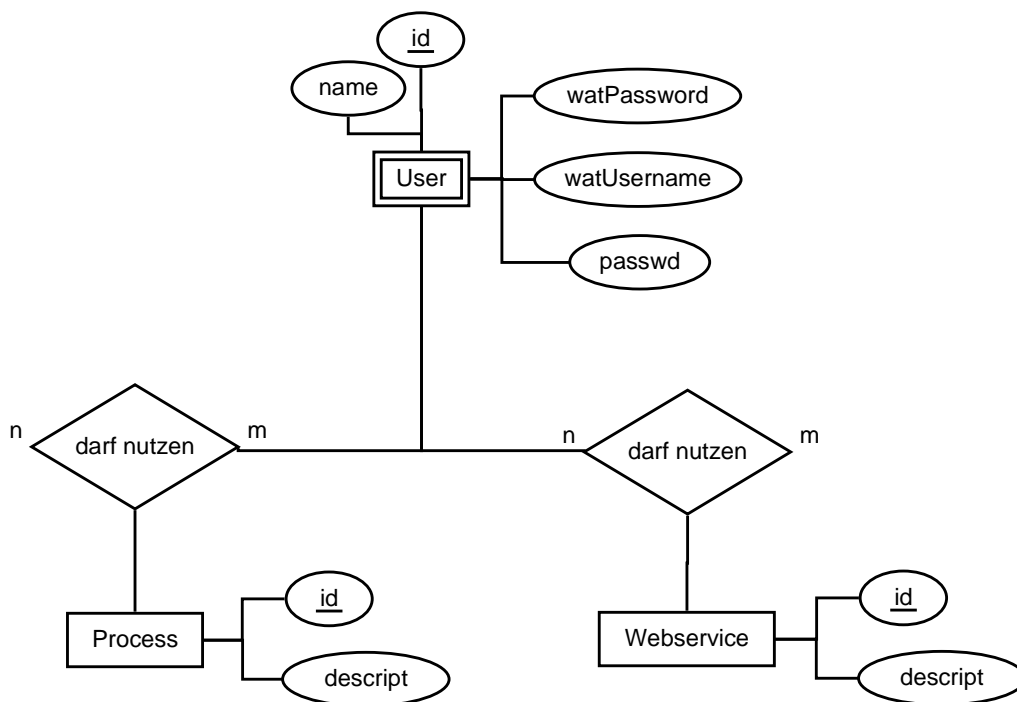 id
name
watPassword
User
watUsername
passwd
n
darf nutzen
m
n
darf nutzen
m
id
id
Process
Webservice
descript
descript